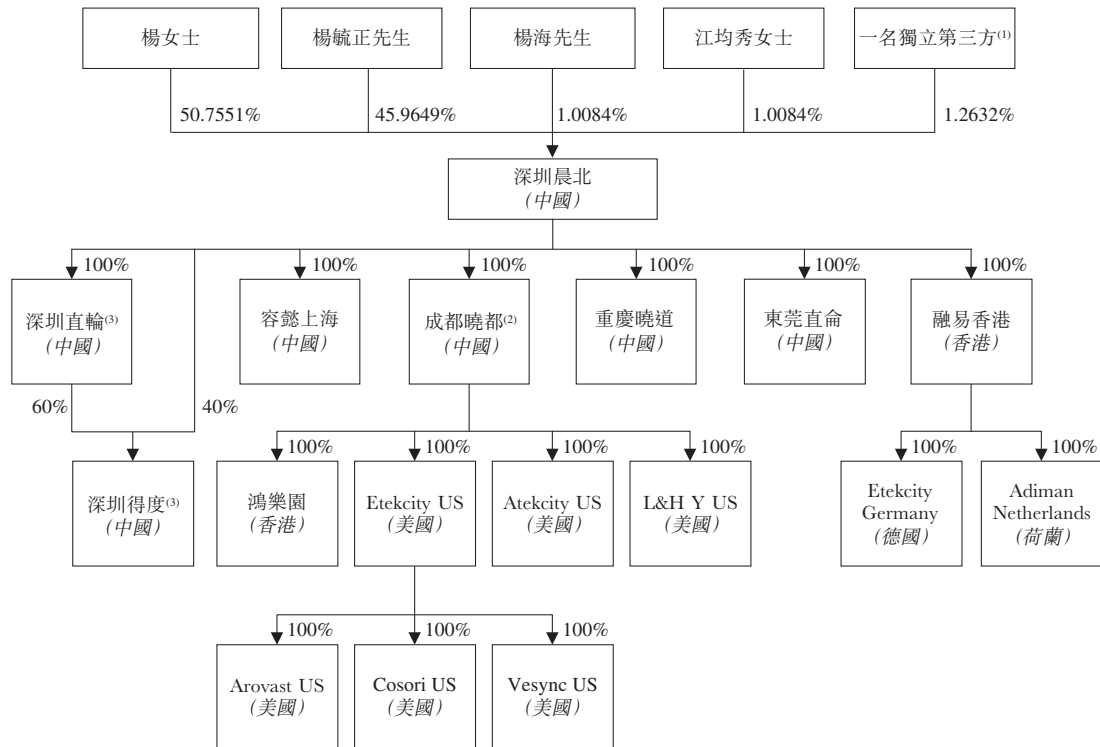 楊女士
楊毓正先生
楊海先生
江均秀女士
一名獨立第三方(1)
50.7551%
45.9649%
1.0084%
1.0084%
1.2632%
深圳晨北
(中國)
100%
100%
100%
100%
100%
100%
深圳直輪(3)
(中國)
容懿上海
(中國)
成都曉都(2)
(中國)
重慶曉道
(中國)
東莞直侖
(中國)
融易香港
(香港)
60%
40%
100%
100%
100%
100%
100%
100%
深圳得度(3)
(中國)
鴻樂園
(香港)
Etekcity US
(美國)
Atekcity US
(美國)
L&H Y US
(美國)
Etekcity
Germany
(德國)
Adiman
Netherlands
(荷蘭)
100%
100%
100%
Arovast US
(美國)
Cosori US
(美國)
Vesync US
(美國)